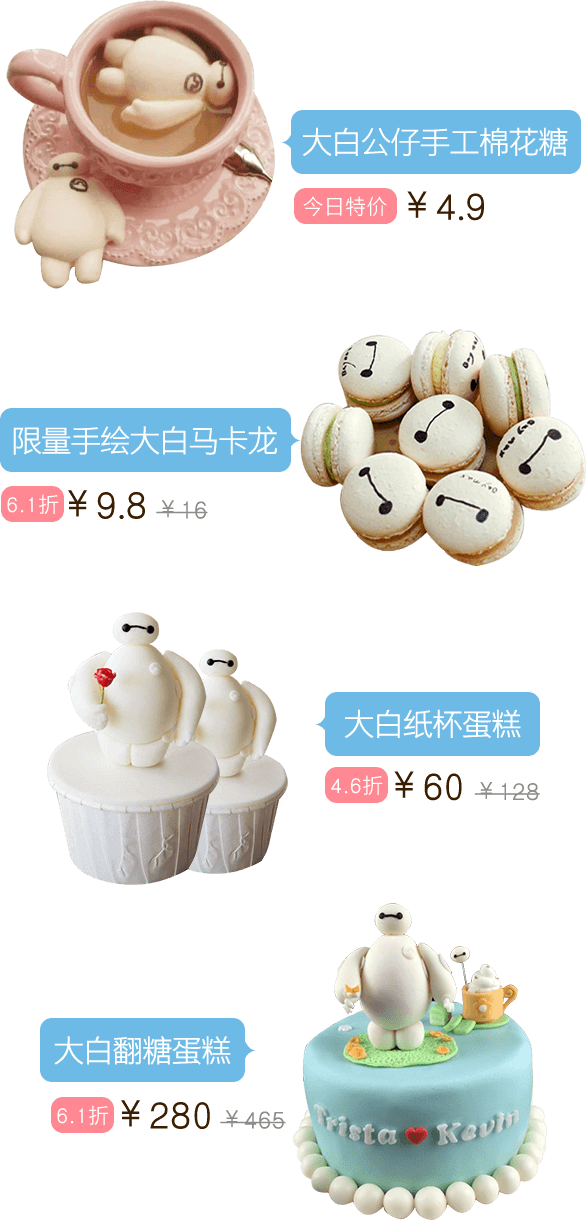 大白公仔手工棉花糖
今日特价 ¥ 4.9
限量手绘大白马卡龙
6.1折 ¥ 9.8 ¥16
大白纸杯蛋糕
4.6折 ¥ 60 ¥128
大白翻糖蛋糕
6.1折 ¥ 280 ¥465
Trista Kevin